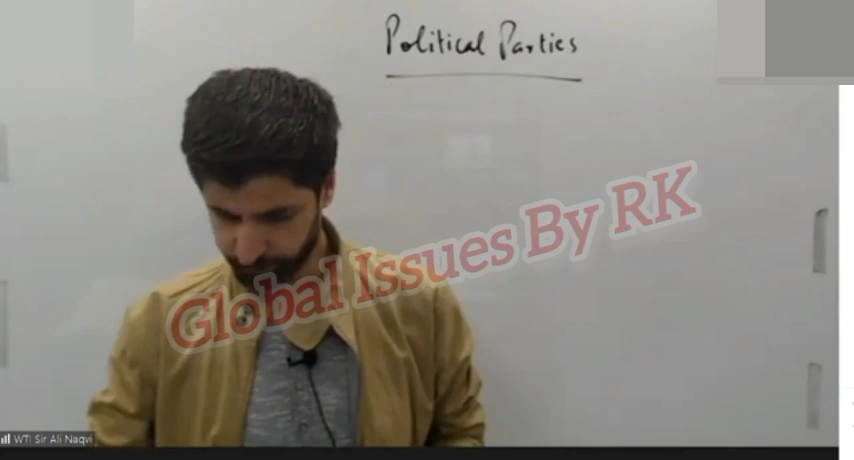 Political Parties
Global Issues By RK
WTi Sir Ali Naqvi